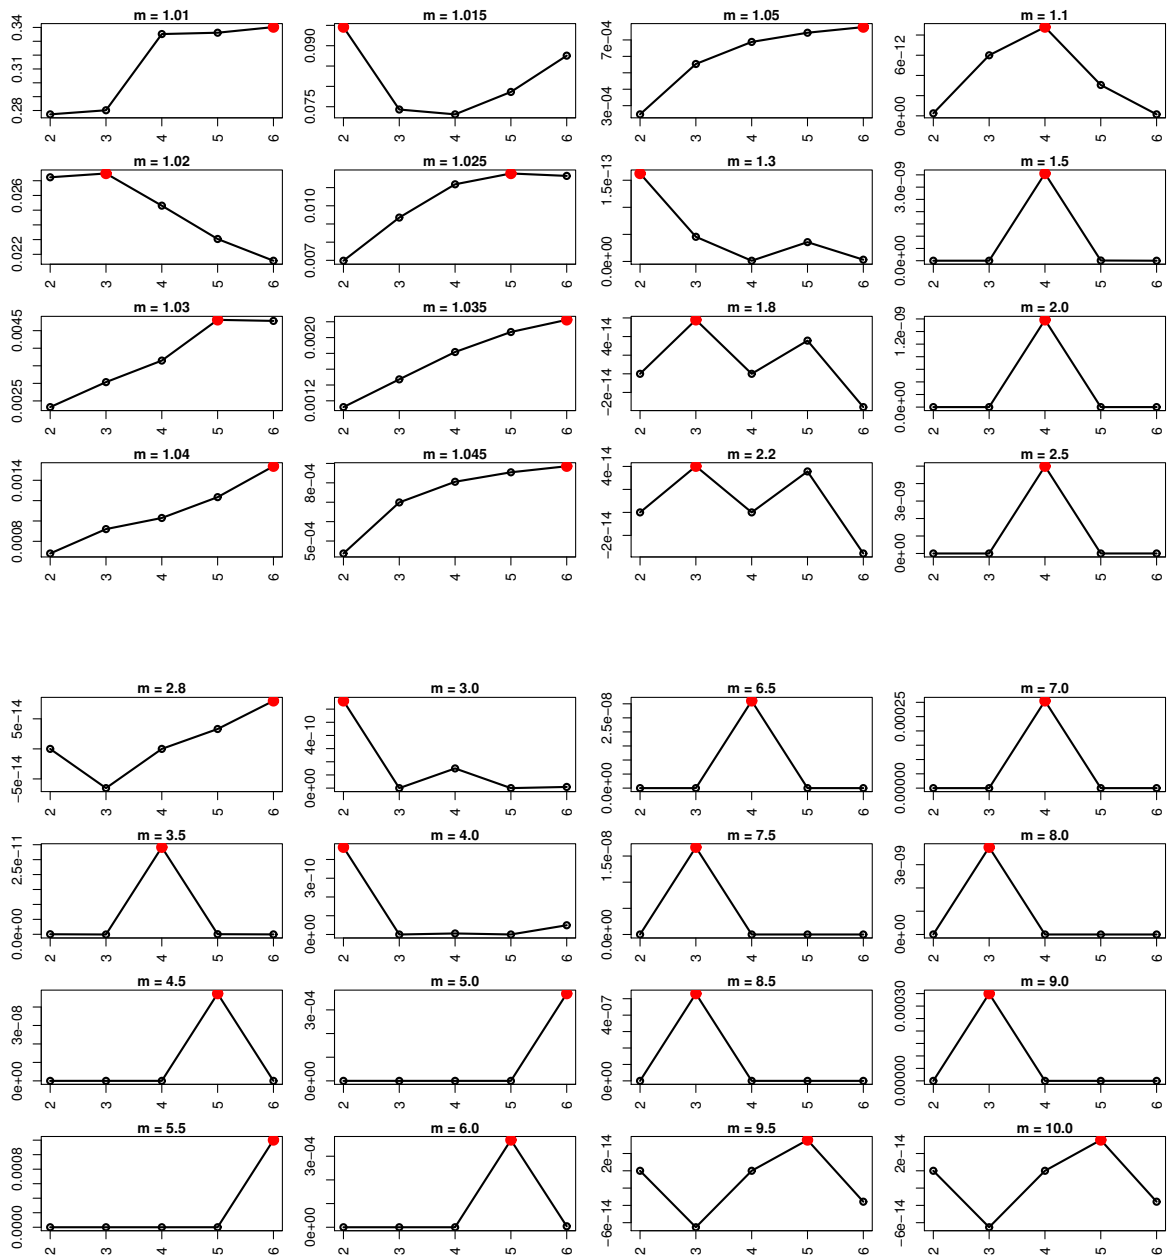 m = 1.01
0.28 0.31 0.34
2 3 4 5 6
m = 1.015
0.075 0.090
2 3 4 5 6
m = 1.05
3e−04 7e−04
2 3 4 5 6
m = 1.1
0e+00 6e−12
2 3 4 5 6
m = 1.02
0.022 0.026
2 3 4 5 6
m = 1.025
0.007 0.010
2 3 4 5 6
m = 1.3
0.0e+00 1.5e−13
2 3 4 5 6
m = 1.5
0.0e+00 3.0e−09
2 3 4 5 6
m = 1.03
0.0025 0.0045
2 3 4 5 6
m = 1.035
0.0012 0.0020
2 3 4 5 6
m = 1.8
−2e−14 4e−14
2 3 4 5 6
m = 2.0
0.0e+00 1.2e−09
2 3 4 5 6
m = 1.04
0.0008 0.0014
2 3 4 5 6
m = 1.045
5e−04 8e−04
2 3 4 5 6
m = 2.2
−2e−14 4e−14
2 3 4 5 6
m = 2.5
0e+00 3e−09
2 3 4 5 6
m = 2.8
−5e−14 5e−14
2 3 4 5 6
m = 3.0
0e+00 4e−10
2 3 4 5 6
m = 6.5
0.0e+00 2.5e−08
2 3 4 5 6
m = 7.0
0.00000 0.00025
2 3 4 5 6
m = 3.5
0.0e+00 2.5e−11
2 3 4 5 6
m = 4.0
0e+00 3e−10
2 3 4 5 6
m = 7.5
0.0e+00 1.5e−08
2 3 4 5 6
m = 8.0
0e+00 3e−09
2 3 4 5 6
m = 4.5
0e+00 3e−08
2 3 4 5 6
m = 5.0
0e+00 3e−04
2 3 4 5 6
m = 8.5
0e+00 4e−07
2 3 4 5 6
m = 9.0
0.00000 0.00030
2 3 4 5 6
m = 5.5
0.0000 0.0008
2 3 4 5 6
m = 6.0
0e+00 3e−04
2 3 4 5 6
m = 9.5
−6e−14 2e−14
2 3 4 5 6
m = 10.0
−6e−14 2e−14
2 3 4 5 6